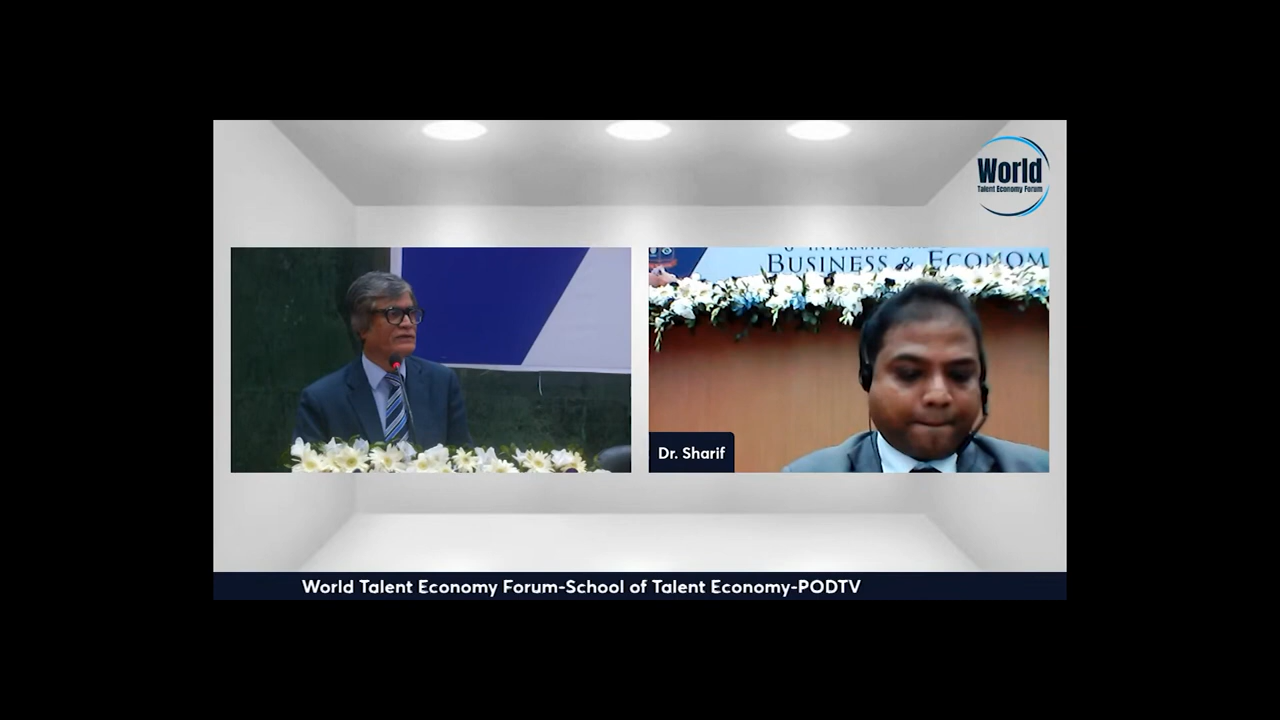 World
Talent Economy Forum
BUSINESS & ECONOM
Dr. Sharif
World Talent Economy Forum-School of Talent Economy-PODTV